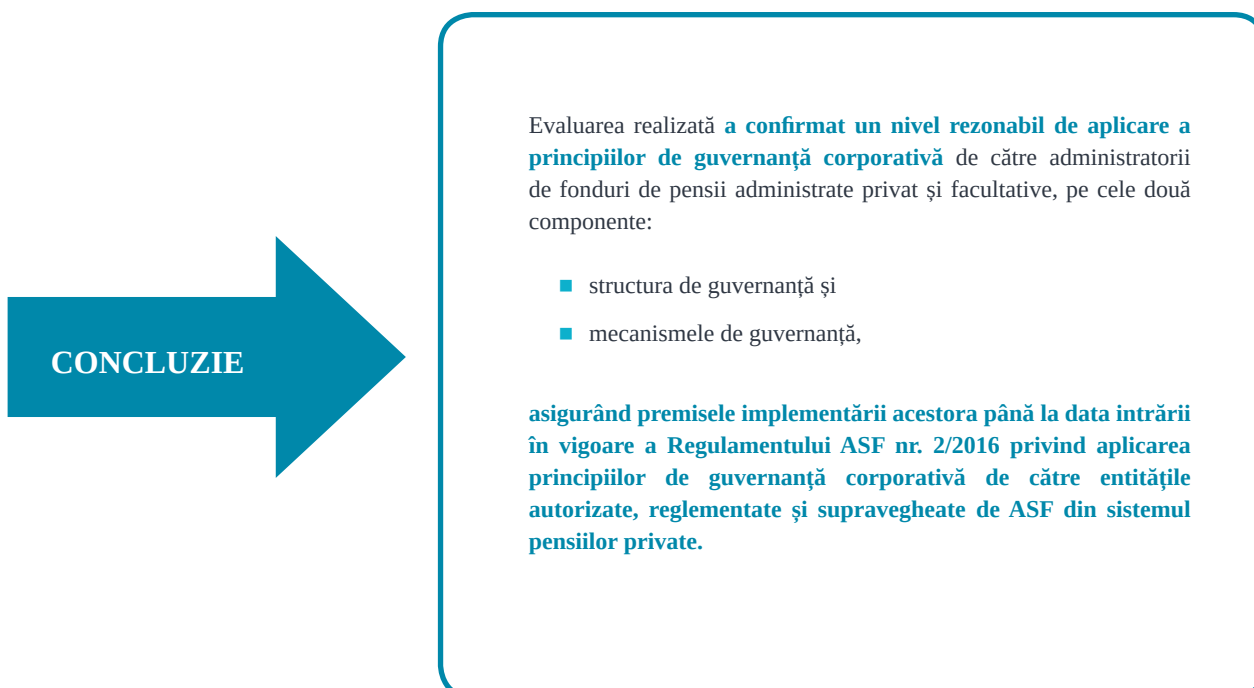 CONCLUZIE
Evaluarea realizată a confirmat un nivel rezonabil de aplicare a
principiilor de guvernanță corporativă de către administratorii
de fonduri de pensii administrate privat și facultative, pe cele două
componente:
structura de guvernanță și
mecanismele de guvernanță,
asigurând premisele implementării acestora până la data intrării
în vigoare a Regulamentului ASF nr. 2/2016 privind aplicarea
principiilor de guvernanță corporativă de către entitățile
autorizate, reglementate și supravegheate de ASF din sistemul
pensiilor private.